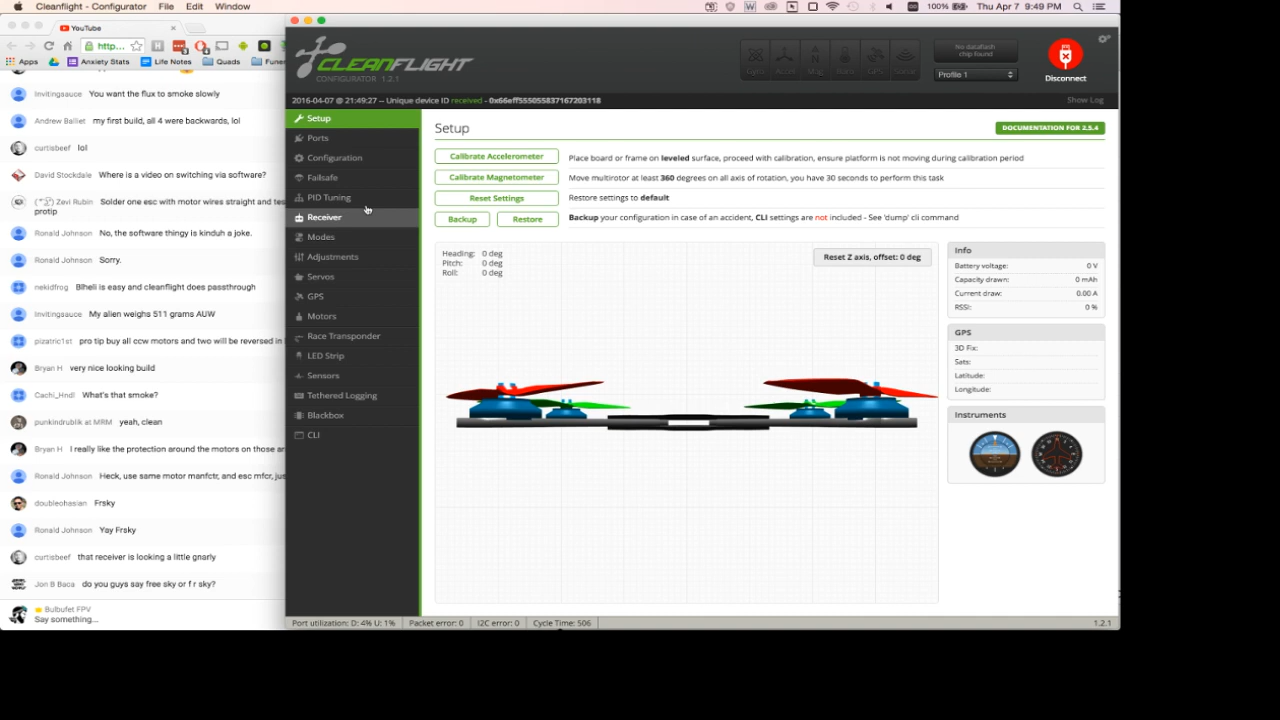 Cleanflight - Configurator File Edit Window
100% Thu Apr 7 9:49 PM
YouTube
http...
Apps Anxiety Stats Life Notes Quads Funer
Invitingsauce You want the flux to smoke slowly
Andrew Balliet my first build, all 4 were backwards, lol
curtisbeef lol
David Stockdale Where is a video on switching via software?
Zevi Rubin Solder one esc with motor wires straight and tes
protip
Ronald Johnson No, the software thingy is kinduh a joke.
Ronald Johnson Sorry.
nekidfrog Blheli is easy and cleanflight does passthrough
Invitingsauce My alien weighs 511 grams AUW
pizatric1st pro tip buy all ccw motors and two will be reversed in
Bryan H very nice looking build
Cachi_Hndl What's that smoke?
punkindrublik at MRM yeah, clean
Bryan H I really like the protection around the motors on those ar
Ronald Johnson Heck, use same motor manfctr, and esc mfcr, jus
doubleohasian Frsky
Ronald Johnson Yay Frsky
curtisbeef that receiver is looking a little gnarly
Jon B Baca do you guys say free sky or f r sky?
Bulbufet FPV
Say something...
CLEANFLIGHT
CONFIGURATOR 1.2.1
No dataflash
chip found
Profile 1
Disconnect
2016-04-07 @ 21:49:27 -- Unique device ID received - 0x66eff555055837167203118
Show Log
Setup
Ports
Configuration
Failsafe
PID Tuning
Receiver
Modes
Adjustments
Servos
GPS
Motors
Race Transponder
LED Strip
Sensors
Tethered Logging
Blackbox
CLI
Setup
DOCUMENTATION FOR 2.5.4
Calibrate Accelerometer Place board or frame on leveled surface, proceed with calibration, ensure platform is not moving during calibration period
Calibrate Magnetometer Move multirotor at least 360 degrees on all axis of rotation, you have 30 seconds to perform this task
Reset Settings Restore settings to default
Backup Restore Backup your configuration in case of an accident, CLI settings are not included - See 'dump' cli command
Heading: 0 deg
Pitch: 0 deg
Roll: 0 deg
Reset Z axis, offset: 0 deg
Info
Battery voltage: 0 V
Capacity drawn: 0 mAh
Current draw: 0.00 A
RSSI: 0 %
GPS
3D Fix:
Sats:
Latitude:
Longitude:
Instruments
Port utilization: D: 4% U: 1% Packet error: 0 I2C error: 0 Cycle Time: 506
1.2.1